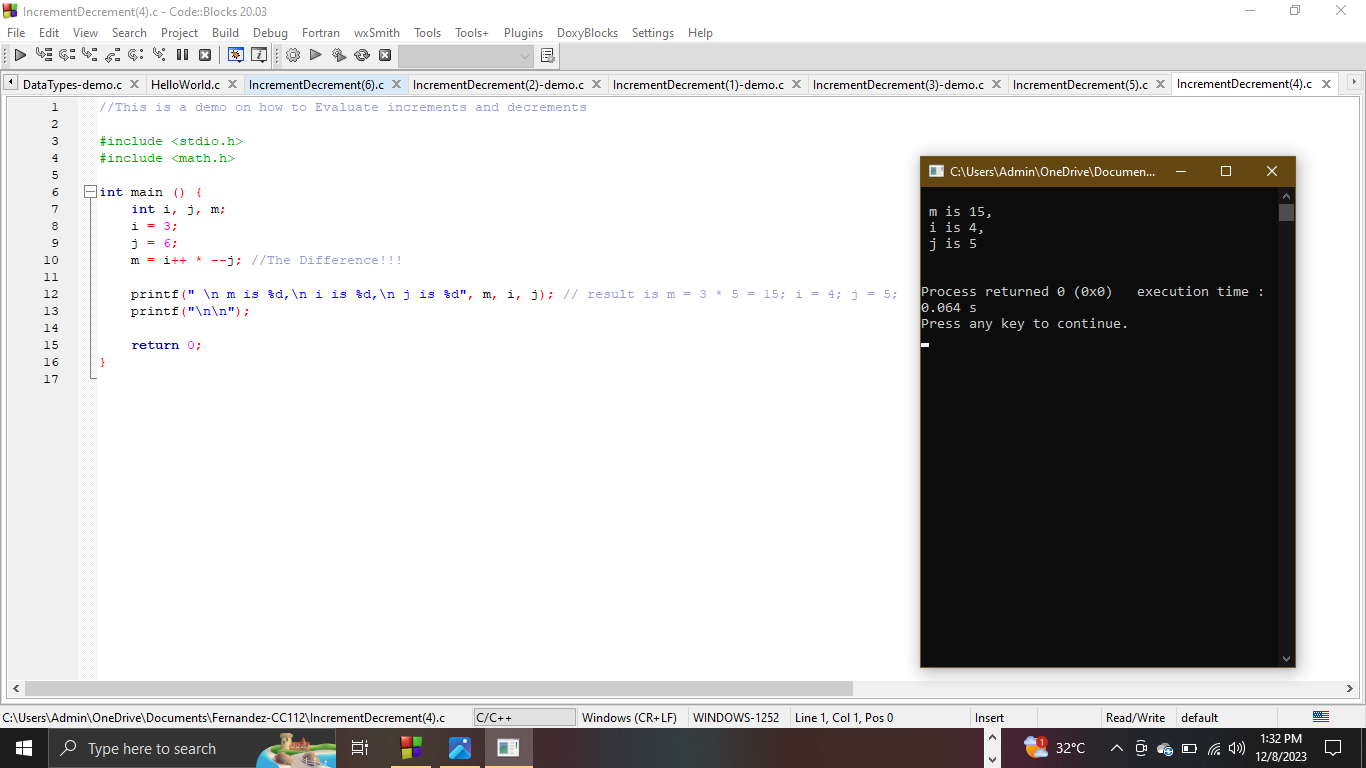 IncrementDecrement(4).c - Code::Blocks 20.03
File Edit View Search Project Build Debug Fortran wxSmith Tools Tools+ Plugins DoxyBlocks Settings Help
DataTypes-demo.c HelloWorld.c IncrementDecrement(6).c IncrementDecrement(2)-demo.c IncrementDecrement(1)-demo.c IncrementDecrement(3)-demo.c IncrementDecrement(5).c IncrementDecrement(4).c
1 //This is a demo on how to Evaluate increments and decrements
2
3 #include <stdio.h>
4 #include <math.h>
5
6 int main () {
7 int i, j, m;
8 i = 3;
9 j = 6;
10 m = i++ * --j; //The Difference!!!
11
12 printf(" \n m is %d,\n i is %d,\n j is %d", m, i, j); // result is m = 3 * 5 = 15; i = 4; j = 5;
13 printf("\n\n");
14
15 return 0;
16 }
17
C:\Users\Admin\OneDrive\Documen...
m is 15,
i is 4,
j is 5
Process returned 0 (0x0) execution time :
0.064 s
Press any key to continue.
C:\Users\Admin\OneDrive\Documents\Fernandez-CC112\IncrementDecrement(4).c C/C++ Windows (CR+LF) WINDOWS-1252 Line 1, Col 1, Pos 0 Insert Read/Write default
Type here to search
1 32°C
1:32 PM
12/8/2023